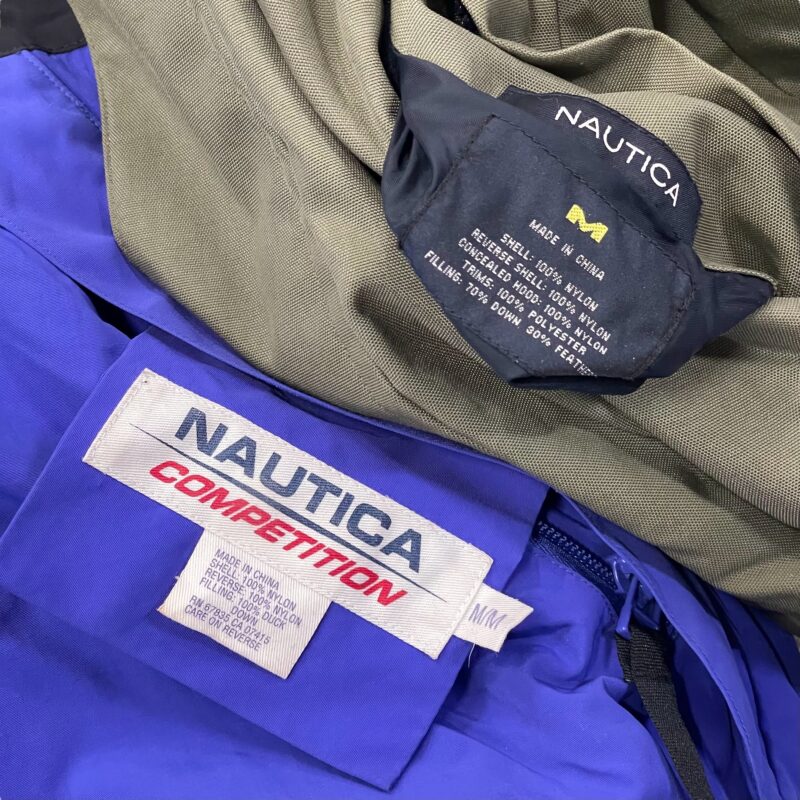 NAUTICA
M
MADE IN CHINA
SHELL: 100% NYLON
REVERSE SHELL: 100% NYLON
CONCEALED HOOD: 100% NYLON
TRIMS: 100% POLYESTER
FILLING: 70% DOWN 30% FEATHE
NAUTICA
COMPETITION
M/M
MADE IN CHINA
SHELL: 100% NYLON
REVERSE, 100% NYLON
FILLING: 100% DUCK
DOWN
RN 67835 CA 07415
CARE ON REVERSE